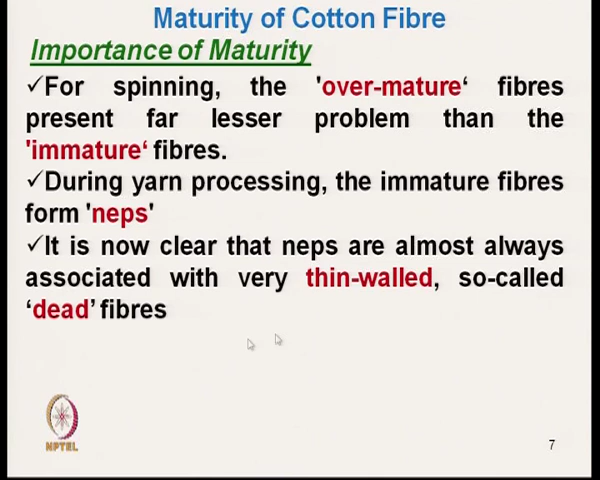 Maturity of Cotton Fibre
Importance of Maturity
✓For spinning, the 'over-mature‘ fibres
present far lesser problem than the
'immature‘ fibres.
✓During yarn processing, the immature fibres
form 'neps'
✓It is now clear that neps are almost always
associated with very thin-walled, so-called
‘dead’ fibres
NPTEL
7